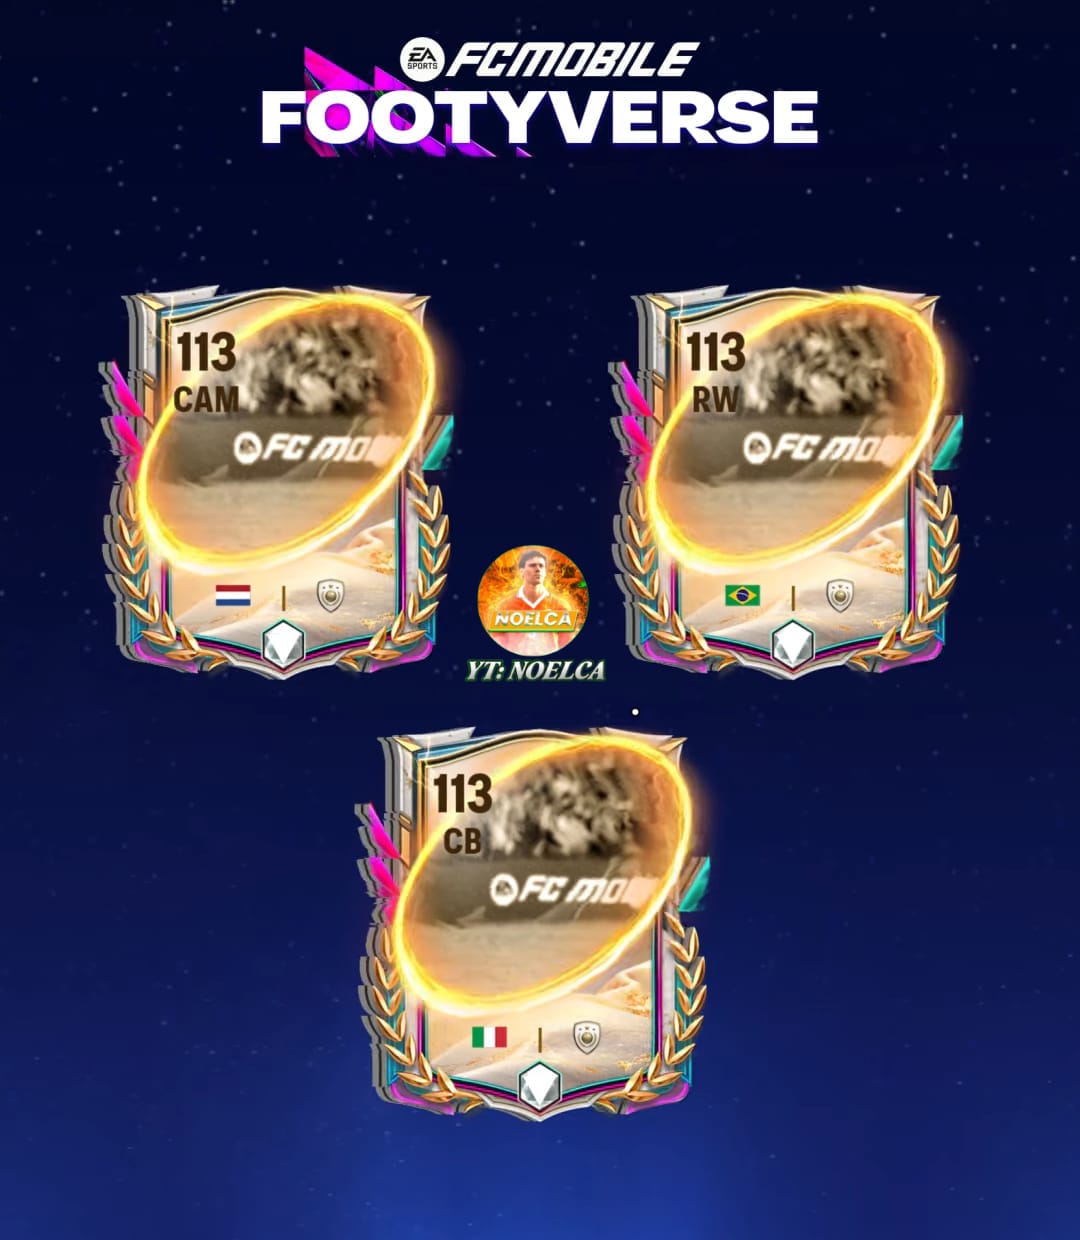 EA
SPORTS
FC MOBILE
FOOTYVERSE
113
CAM
FC MO
113
RW
FC MO
NOELCA
YT: NOELCA
113
CB
FC MO